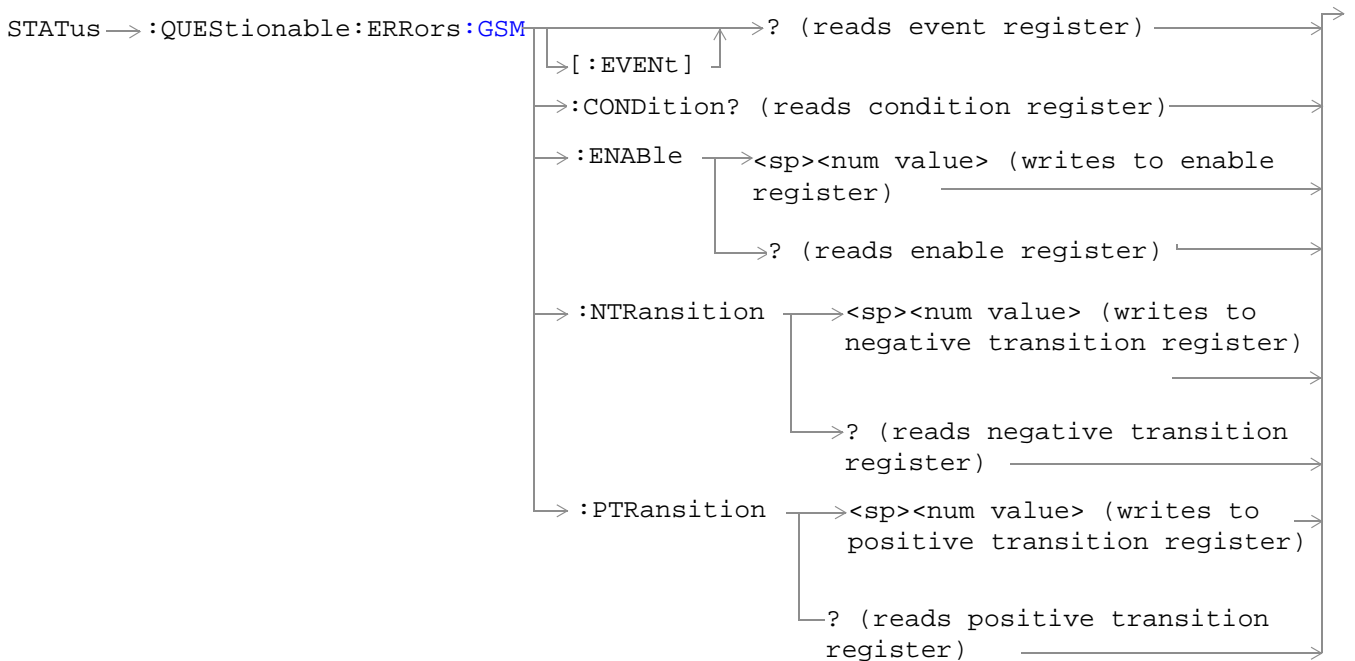 STATus :QUEStionable:ERRors:GSM ? (reads event register)
[:EVENt]
:CONDition? (reads condition register)
:ENABle <sp><num value> (writes to enable
register)
? (reads enable register)
:NTRansition <sp><num value> (writes to
negative transition register)
? (reads negative transition
register)
:PTRansition <sp><num value> (writes to
positive transition register)
? (reads positive transition
register)